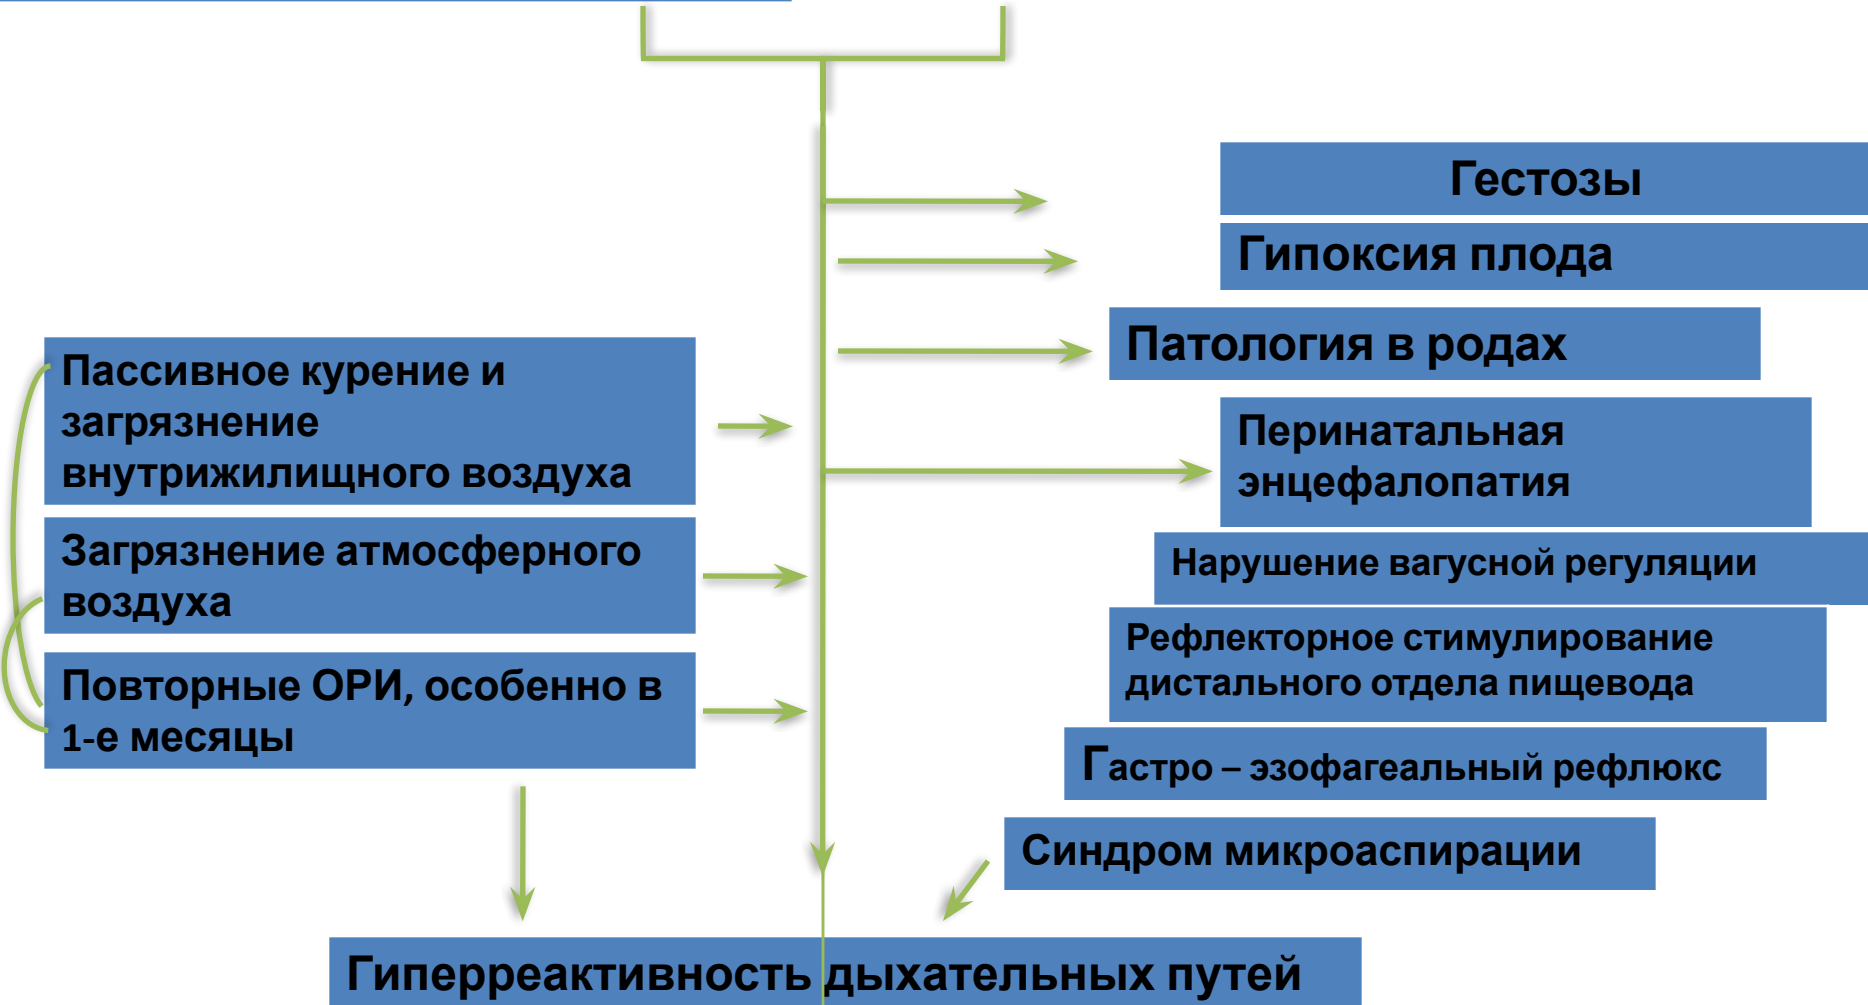 Гестозы
Гипоксия плода
Патология в родах
Пассивное курение и
загрязнение
внутрижилищного воздуха
Перинатальная
энцефалопатия
Загрязнение атмосферного
воздуха
Нарушение вагусной регуляции
Рефлекторное стимулирование
дистального отдела пищевода
Повторные ОРИ, особенно в
1-е месяцы
Гастро – эзофагеальный рефлюкс
Синдром микроаспирации
Гиперреактивность дыхательных путей